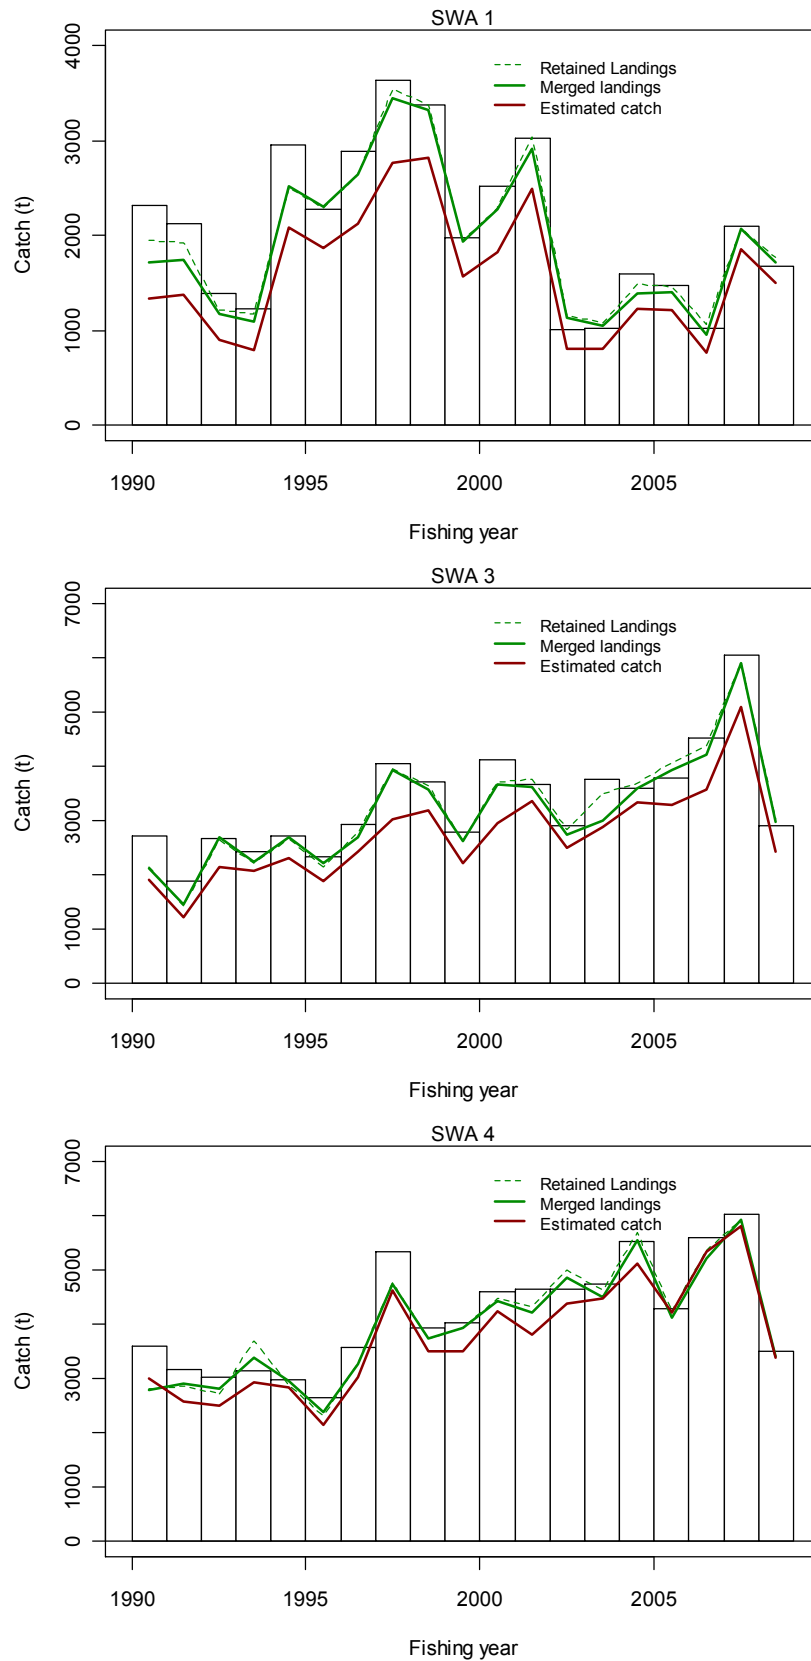 SWA 1
Catch (t)
4000
3000
2000
1000
0
Retained Landings
Merged landings
Estimated catch
1990 1995 2000 2005
Fishing year
SWA 3
Catch (t)
7000
5000
3000
1000
0
Retained Landings
Merged landings
Estimated catch
1990 1995 2000 2005
Fishing year
SWA 4
Catch (t)
7000
5000
3000
1000
0
Retained Landings
Merged landings
Estimated catch
1990 1995 2000 2005
Fishing year